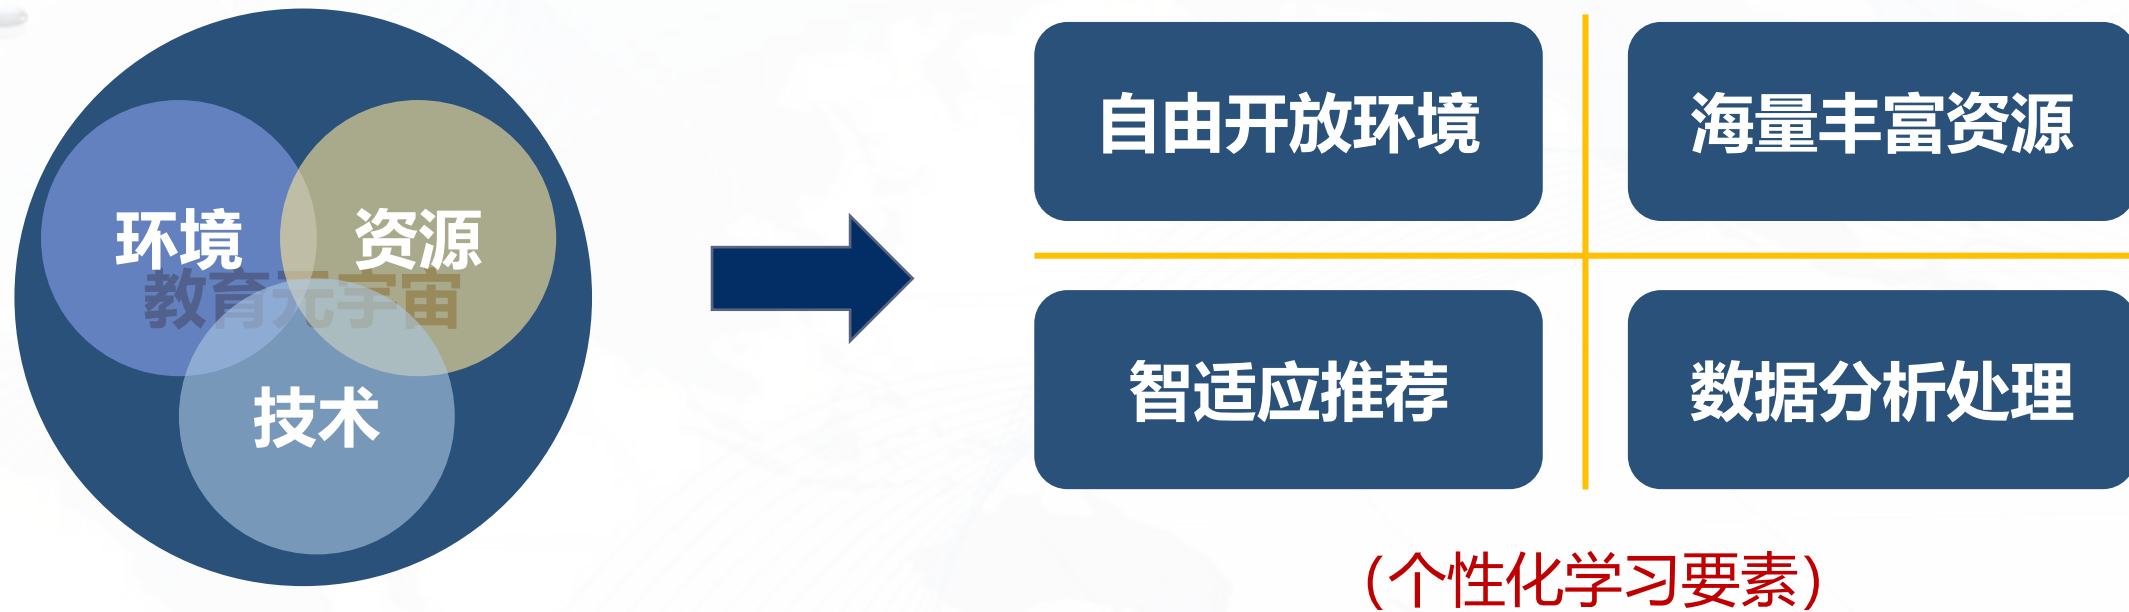 环境
资源
教育元宇宙
技术
自由开放环境
海量丰富资源
智适应推荐
数据分析处理
（个性化学习要素）